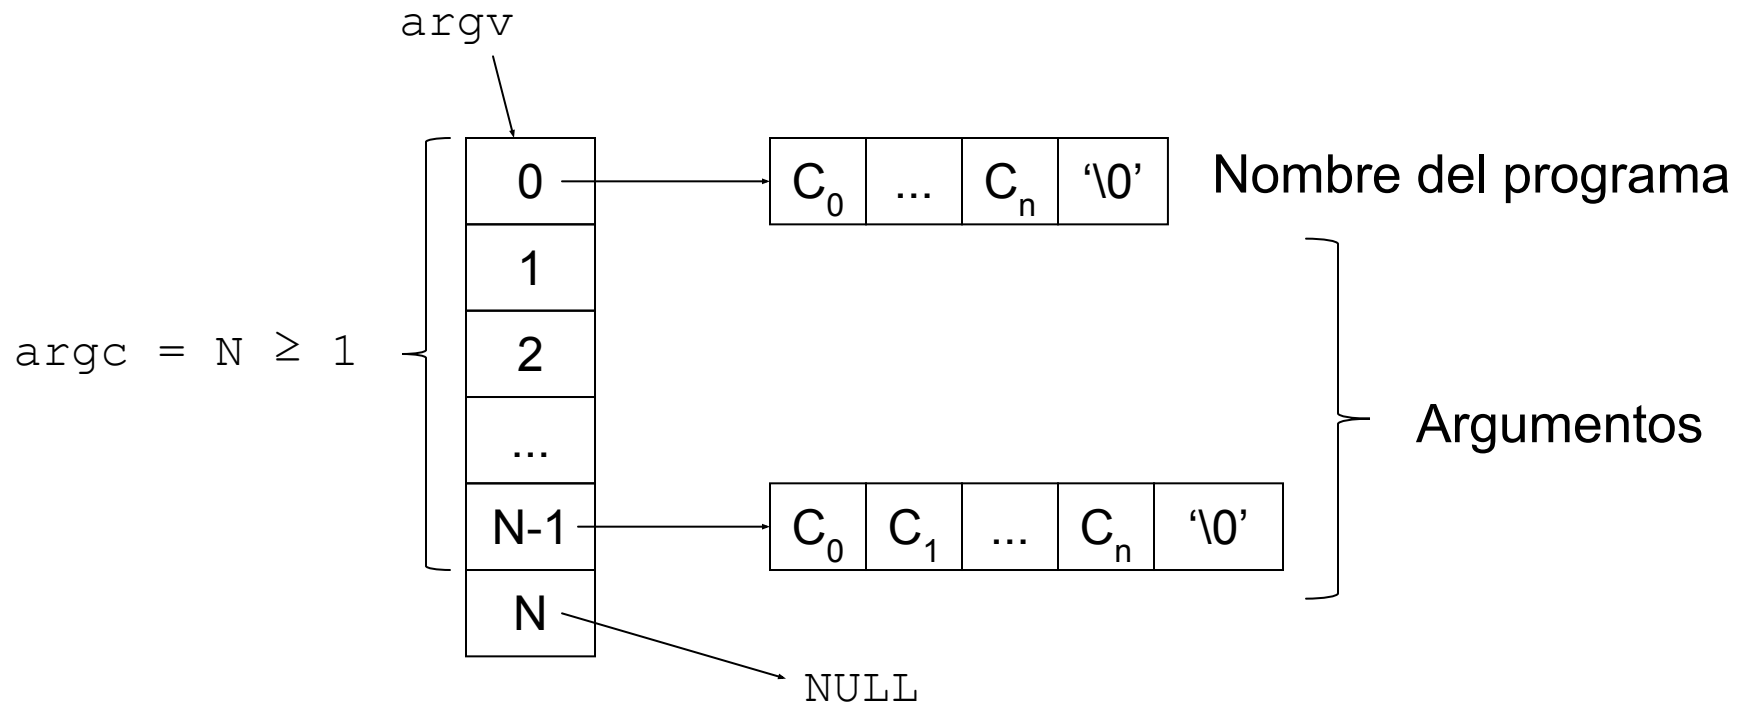 argv
0
C0 ... Cn ‘\0’
Nombre del programa
1
argc = N ≥ 1
2
...
Argumentos
N-1
C0 C1 ... Cn ‘\0’
N
NULL